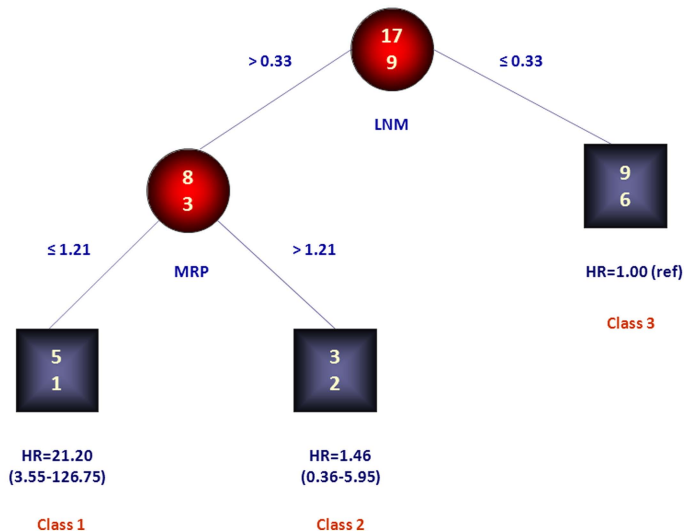 17
9
> 0.33
≤ 0.33
LNM
8
3
9
6
≤ 1.21
> 1.21
MRP
HR=1.00 (ref)
Class 3
5
1
3
2
HR=21.20
(3.55-126.75)
HR=1.46
(0.36-5.95)
Class 1
Class 2